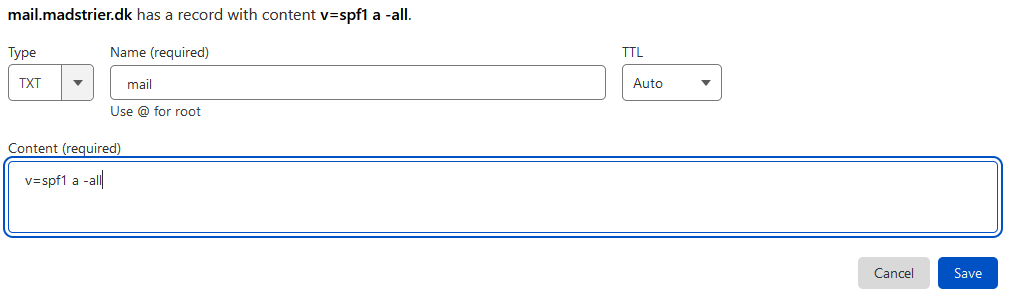 mail.madstrier.dk has a record with content v=spf1 a -all.
Type Name (required) TTL
TXT mail Auto
Use @ for root
Content (required)
v=spf1 a -all
Cancel Save